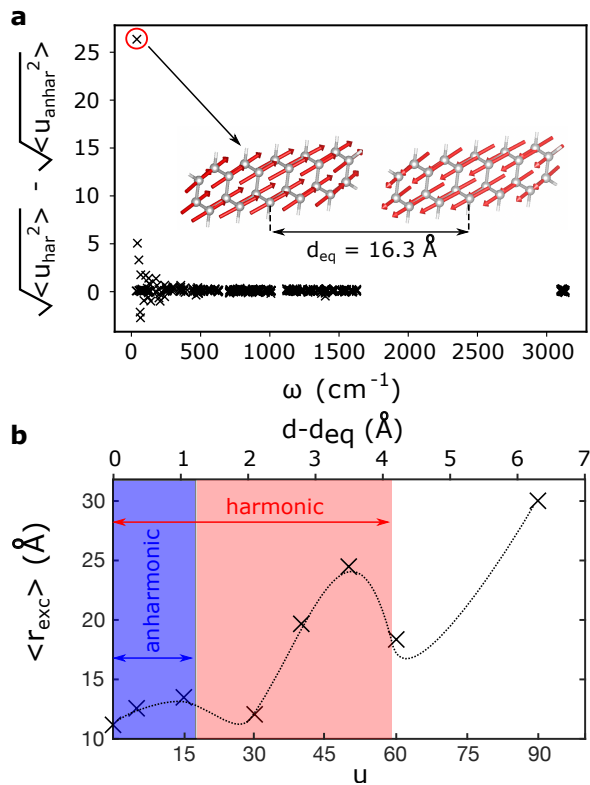 a
√<u_har²> - √<u_anhar²>
25
20
15
10
5
0
d_eq = 16.3 Å
0 500 1000 1500 2000 2500 3000
ω (cm⁻¹)
b
d-d_eq (Å)
0 1 2 3 4 5 6 7
<r_exc> (Å)
30
25
20
15
10
harmonic
anharmonic
15 30 45 60 75 90
u